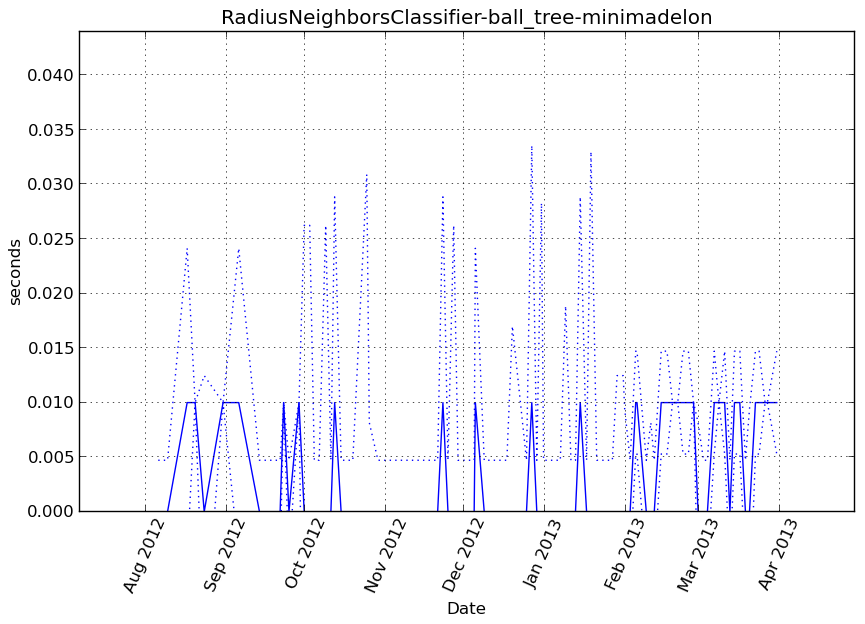 RadiusNeighborsClassifier-ball_tree-minimadelon
0.040
0.035
0.030
0.025
0.020
0.015
0.010
0.005
0.000
seconds
Aug 2012
Sep 2012
Oct 2012
Nov 2012
Dec 2012
Jan 2013
Feb 2013
Mar 2013
Apr 2013
Date